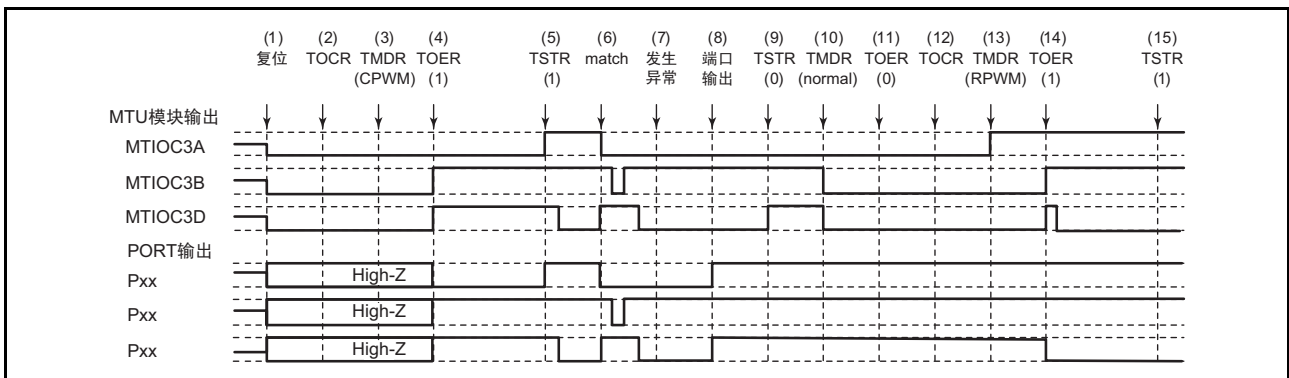 (1) (2) (3) (4) (5) (6) (7) (8) (9) (10) (11) (12) (13) (14) (15)
复位 TOCR TMDR TOER TSTR match 发生 端口 TSTR TMDR TOER TOCR TMDR TOER TSTR
(CPWM) (1) (1) 异常 输出 (0) (normal) (0) (RPWM) (1) (1)
MTU模块输出
MTIOC3A
MTIOC3B
MTIOC3D
PORT输出
Pxx High-Z
Pxx High-Z
Pxx High-Z